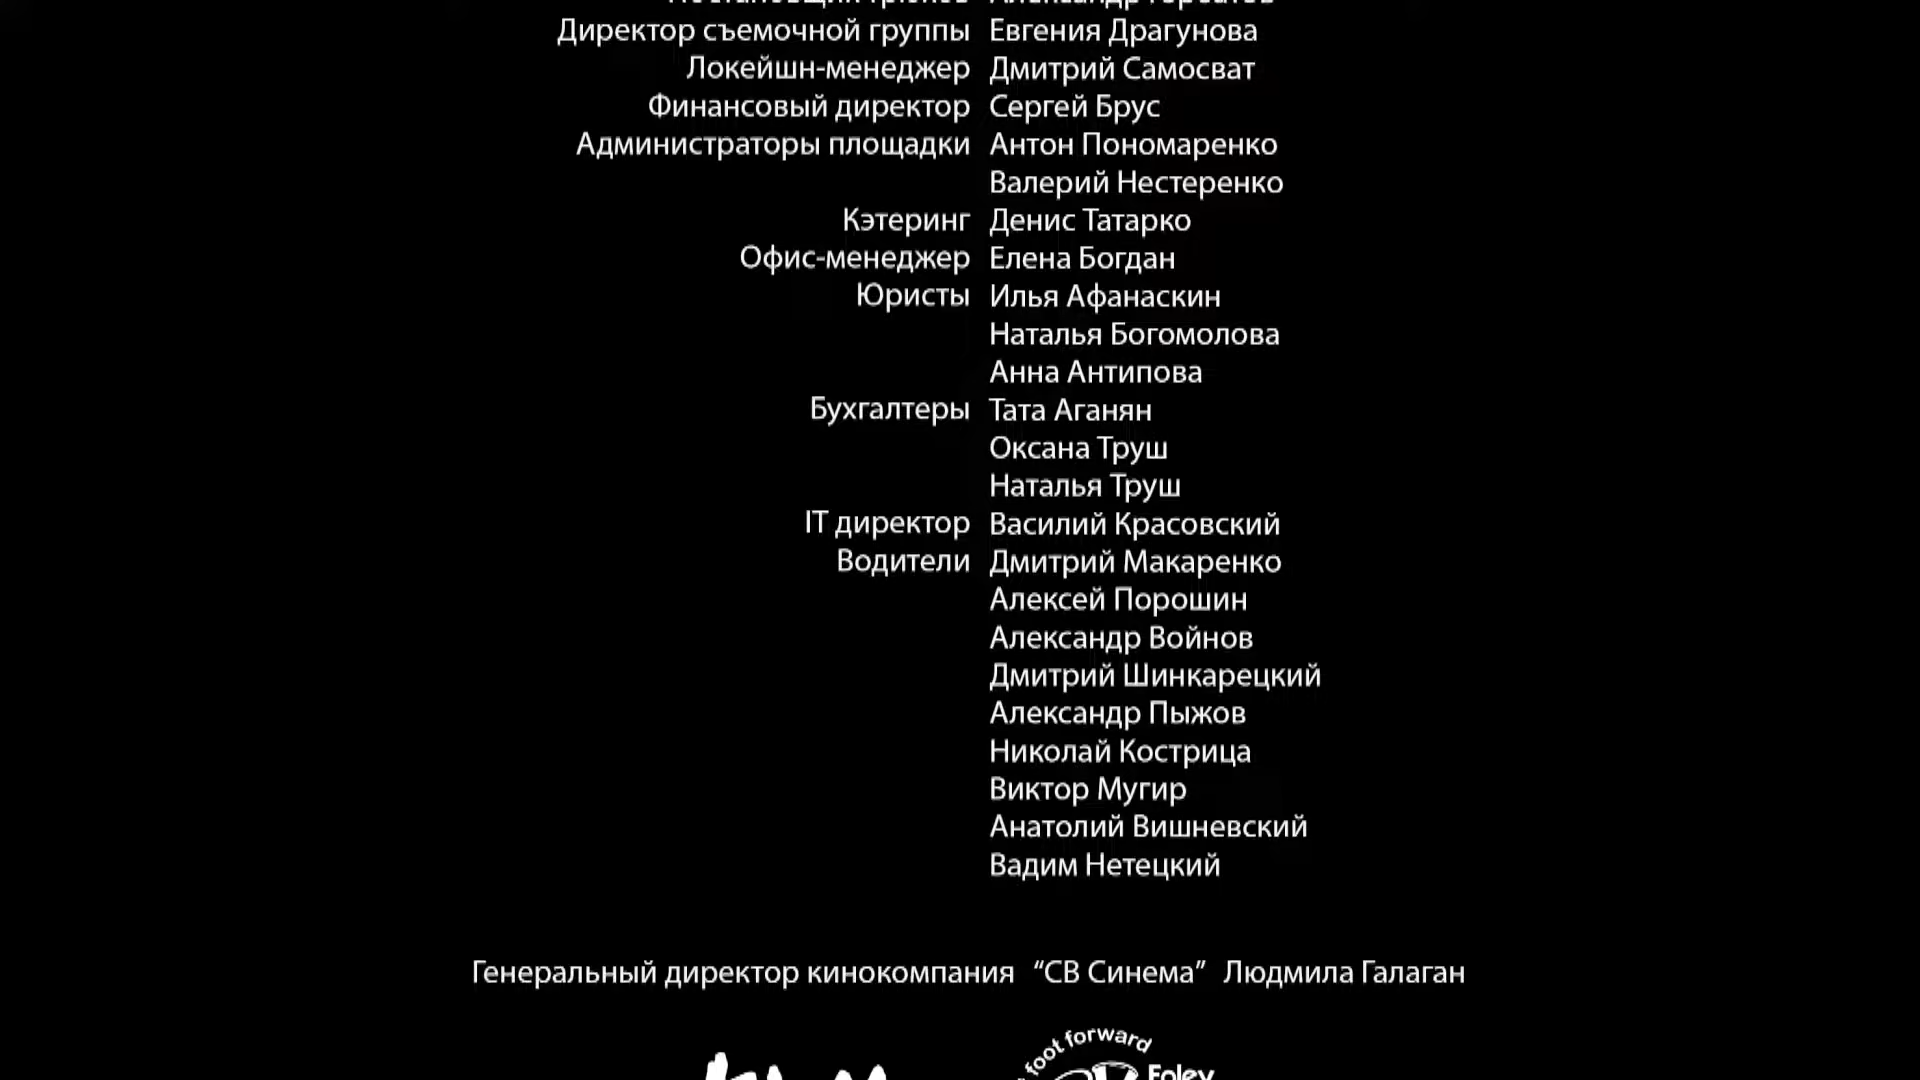 Директор съемочной группы Евгения Драгунова
Локейшн-менеджер Дмитрий Самосват
Финансовый директор Сергей Брус
Администраторы площадки Антон Пономаренко
Валерий Нестеренко
Кэтеринг Денис Татарко
Офис-менеджер Елена Богдан
Юристы Илья Афанаскин
Наталья Богомолова
Анна Антипова
Бухгалтеры Тата Аганян
Оксана Труш
Наталья Труш
IT директор Василий Красовский
Водители Дмитрий Макаренко
Алексей Порошин
Александр Войнов
Дмитрий Шинкарецкий
Александр Пыжов
Николай Кострица
Виктор Мугир
Анатолий Вишневский
Вадим Нетецкий
Генеральный директор кинокомпания “СВ Синема” Людмила Галаган
foot forward
Foley